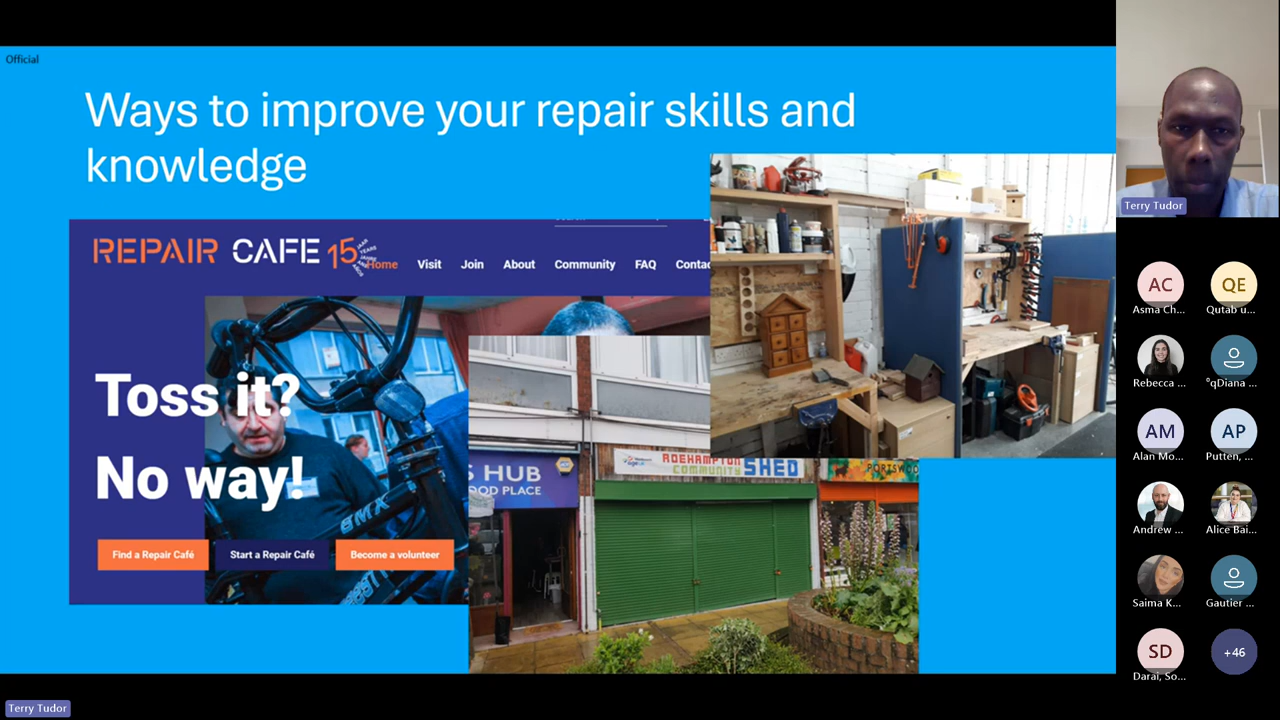 Official
Ways to improve your repair skills and
knowledge
REPAIR CAFE 15
Home Visit Join About Community FAQ
Toss it?
No way!
Find a Repair Café Start a Repair Café Become a volunteer
BMX
HUB
OOD PLACE
ROEHAMPTON
COMMUNITY SHED
PORTSWOO
Terry Tudor
AC
Asma Ch...
QE
Qutab u...
Rebecca ...
°qDiana ...
AM
Alan Mo...
AP
Putten, ...
Andrew ...
Alice Bai...
Saima K...
Gautier ...
SD
Darai, So...
+46
Terry Tudor